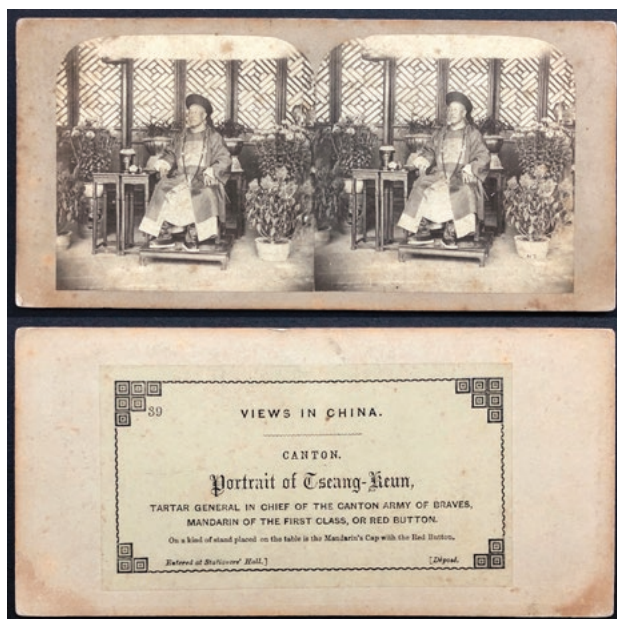 39
VIEWS IN CHINA.
CANTON.
Portrait of Tseang-Keun,
TARTAR GENERAL IN CHIEF OF THE CANTON ARMY OF BRAVES,
MANDARIN OF THE FIRST CLASS, OR RED BUTTON.
On a kind of stand placed on the table is the Mandarin's Cap with the Red Button.
Entered at Stationers' Hall.] [Déposé.